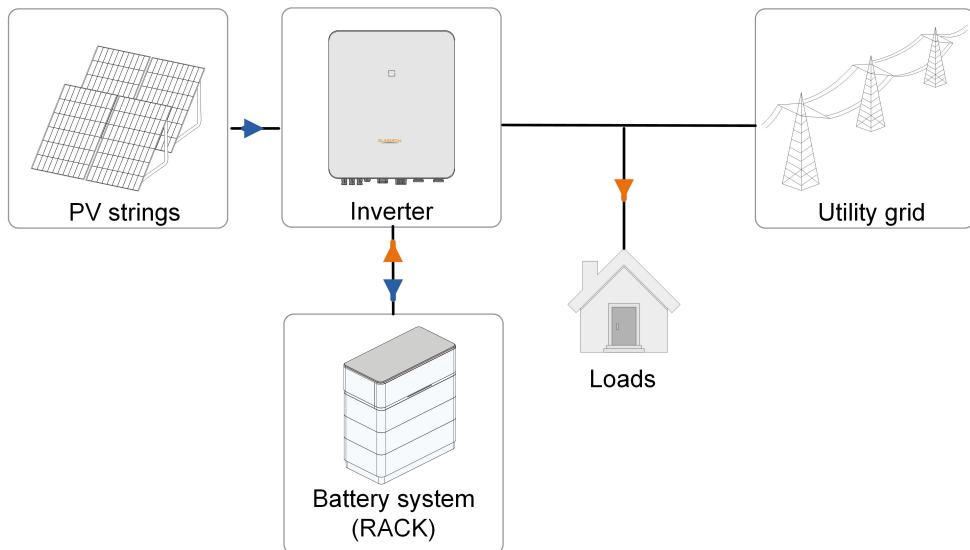 PV strings
Inverter
Utility grid
Loads
Battery system
(RACK)